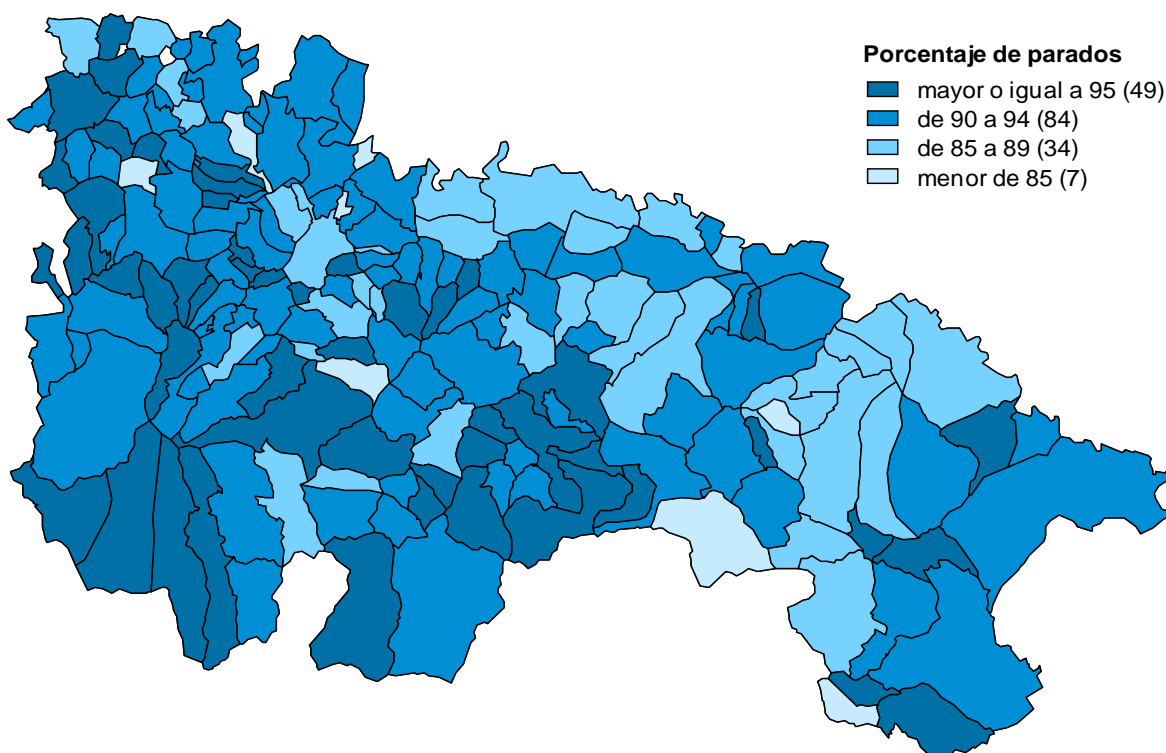 Porcentaje de parados
mayor o igual a 95 (49)
de 90 a 94 (84)
de 85 a 89 (34)
menor de 85 (7)